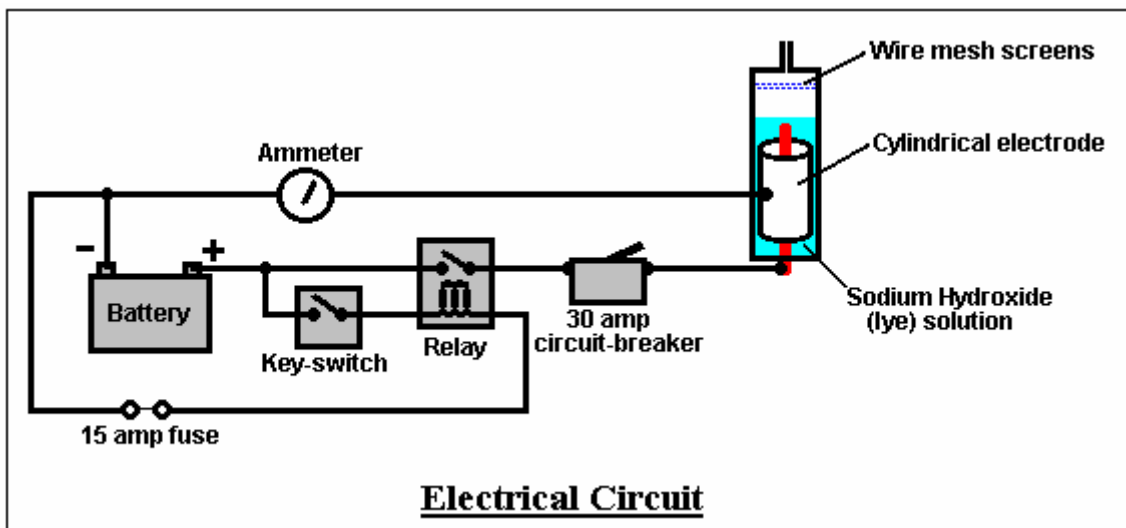 Wire mesh screens
Ammeter
Cylindrical electrode
-
+
Battery
Key-switch
Relay
30 amp
circuit-breaker
Sodium Hydroxide
(lye) solution
15 amp fuse
Electrical Circuit